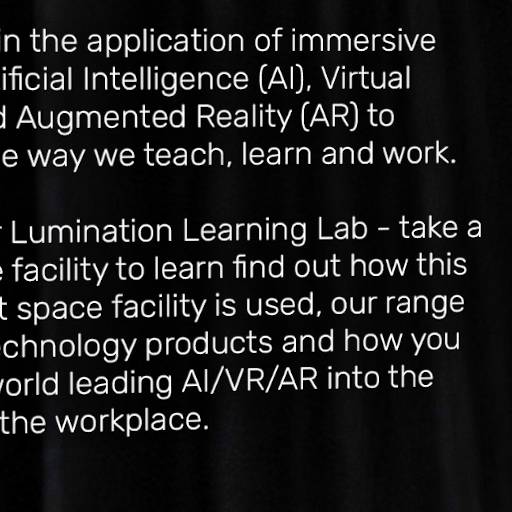 in the application of immersive
ificial Intelligence (AI), Virtual
d Augmented Reality (AR) to
e way we teach, learn and work.
r Lumination Learning Lab - take a
e facility to learn find out how this
t space facility is used, our range
echnology products and how you
world leading AI/VR/AR into the
the workplace.